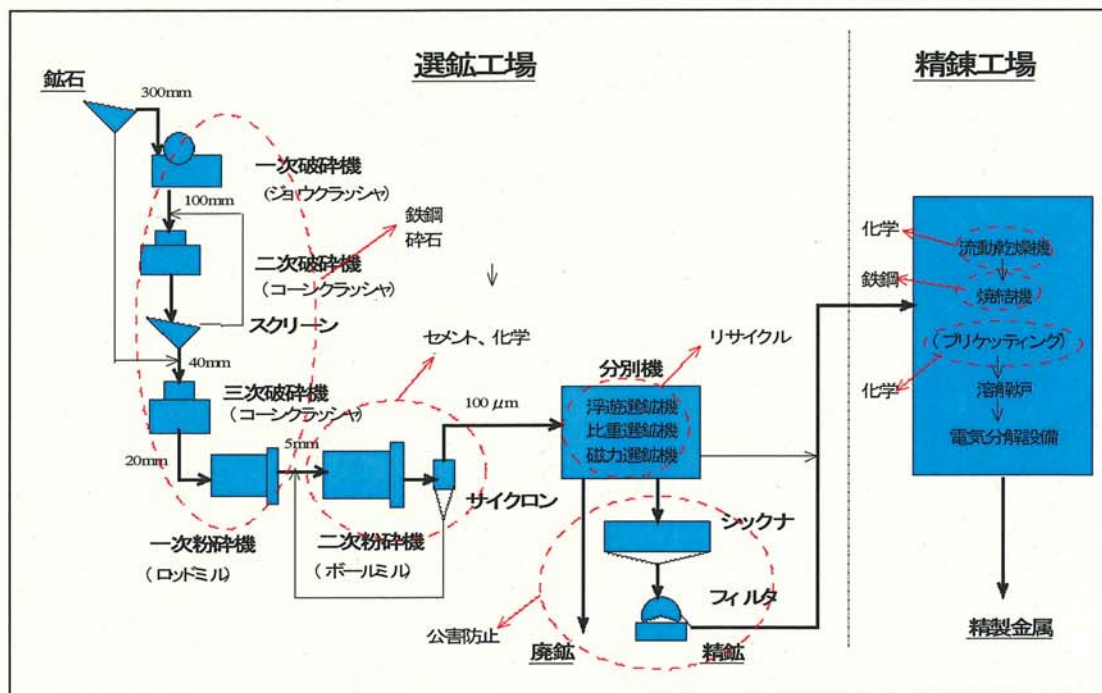 選鉱工場
精錬工場
鉱石
300mm
一次破砕機
(ジョウクラッシャ)
100mm
鉄鋼
砕石
二次破砕機
(コーンクラッシャ)
スクリーン
40mm
三次破砕機
(コーンクラッシャ)
20mm
5mm
一次粉砕機
(ロッドミル)
二次粉砕機
(ボールミル)
セメント、化学
サイクロン
100μm
分別機
リサイクル
浮遊選鉱機
比重選鉱機
磁力選鉱機
シックナ
フィルタ
公害防止
廃鉱
精鉱
化学
流動乾燥機
鉄鋼
焼結機
(ブリケッティング)
化学
溶解炉
電気分解設備
精製金属